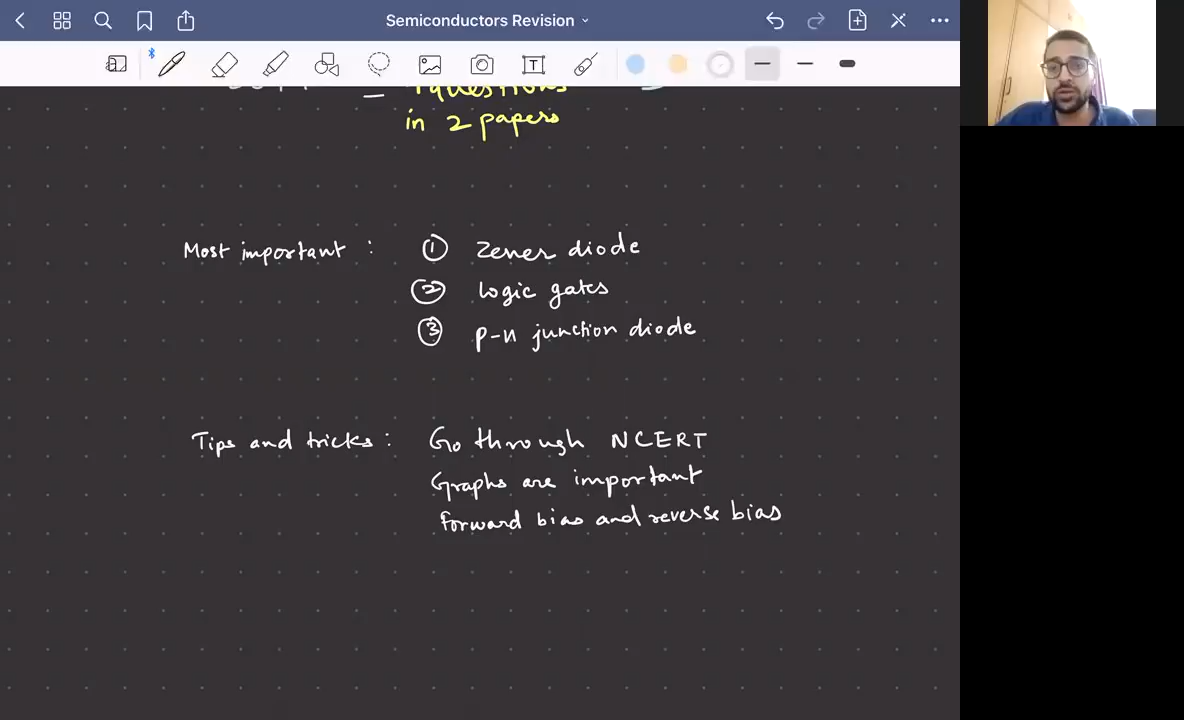 Semiconductors Revision
T
questions
in 2 papers
Most important : ① Zener diode
② logic gates
③ p-n junction diode
Tips and tricks : Go through NCERT
Graphs are important
forward bias and reverse bias